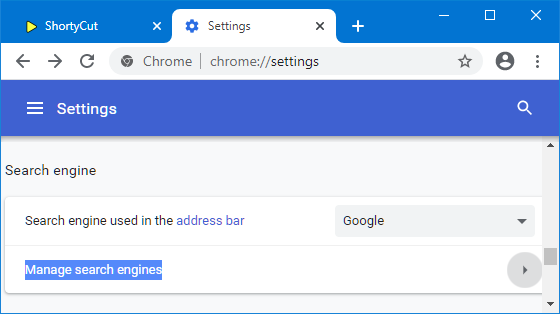 ShortyCut
Settings
Chrome | chrome://settings
Settings
Search engine
Search engine used in the address bar
Google
Manage search engines